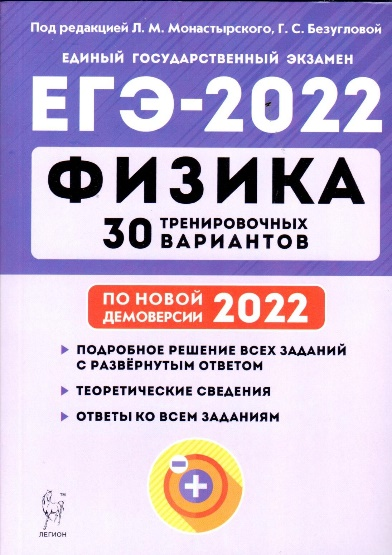 Под редакцией Л. М. Монастырского, Г. С. Безугловой
ЕДИНЫЙ ГОСУДАРСТВЕННЫЙ ЭКЗАМЕН
ЕГЭ-2022
ФИЗИКА
30 ТРЕНИРОВОЧНЫХ
ВАРИАНТОВ
ПО НОВОЙ
ДЕМОВЕРСИИ 2022
ПОДРОБНОЕ РЕШЕНИЕ ВСЕХ ЗАДАНИЙ
С РАЗВЁРНУТЫМ ОТВЕТОМ
ТЕОРЕТИЧЕСКИЕ СВЕДЕНИЯ
ОТВЕТЫ КО ВСЕМ ЗАДАНИЯМ
ЛЕГИОН